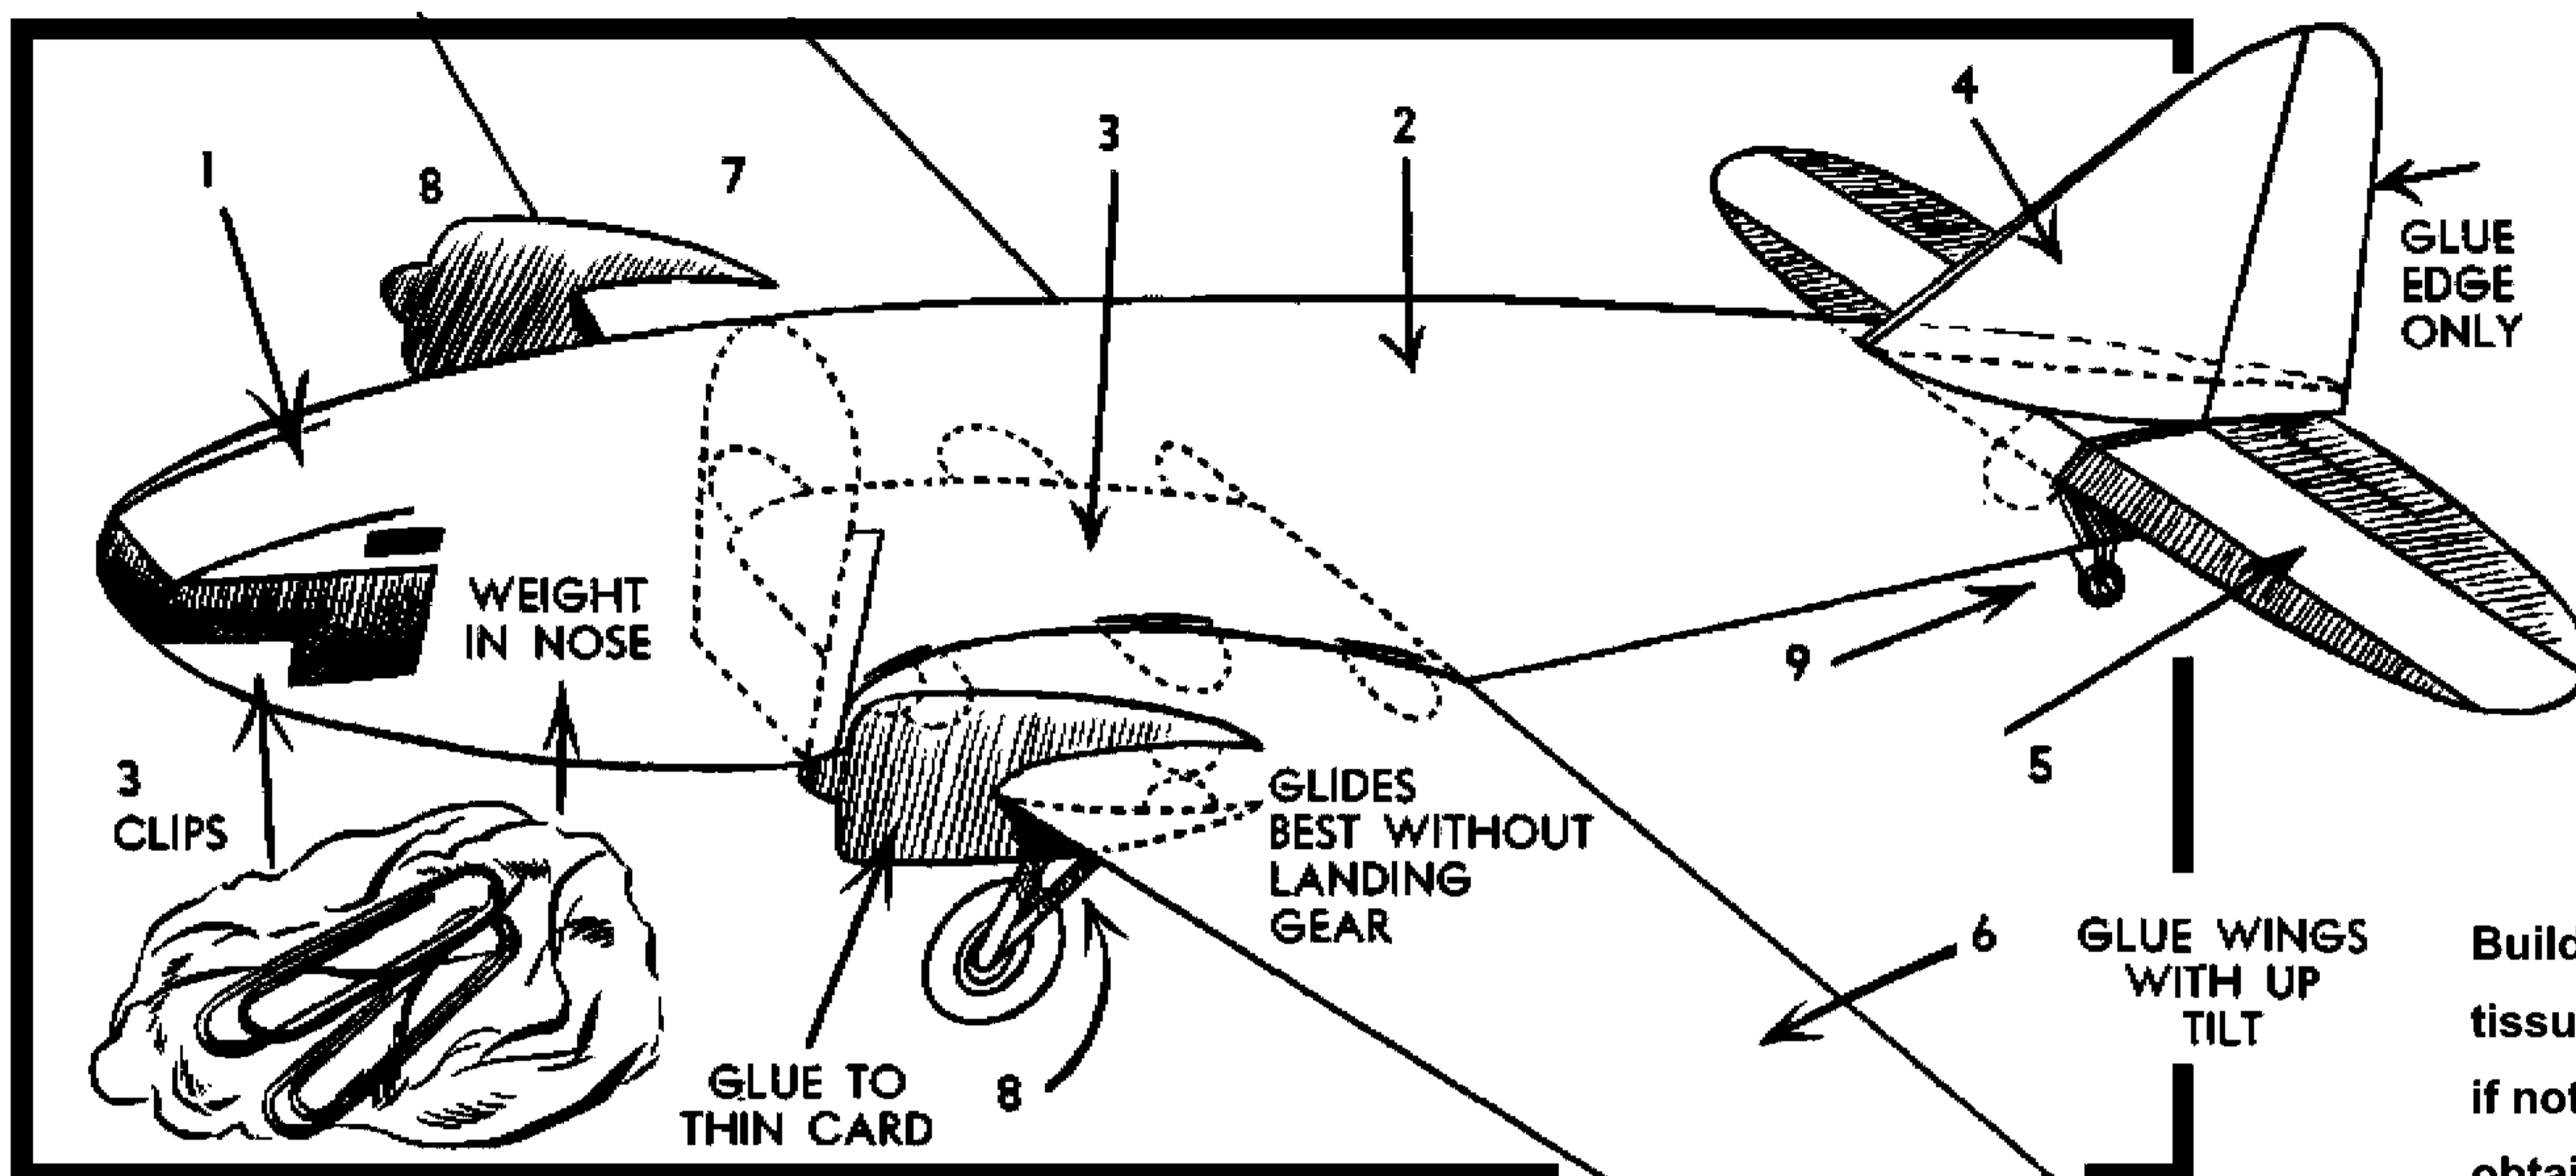 1
8
7
3
2
4
GLUE
EDGE
ONLY
WEIGHT
IN NOSE
9
5
3
CLIPS
GLIDES
BEST WITHOUT
LANDING
GEAR
6
GLUE WINGS
WITH UP
TILT
GLUE TO
THIN CARD
8
Build
tissu
if not